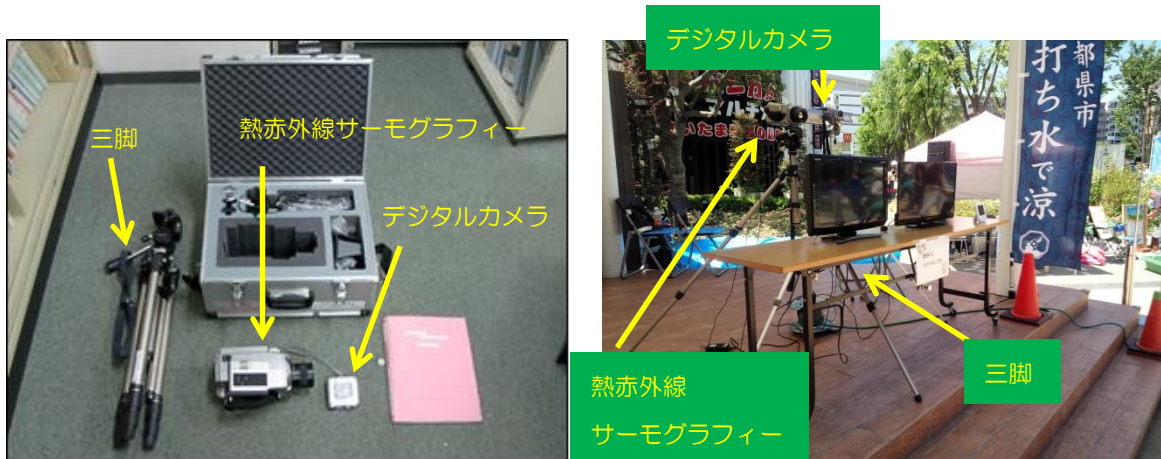 三脚
熱赤外線サーモグラフィー
デジタルカメラ
デジタルカメラ
都県市
打ち水で涼
熱赤外線
サーモグラフィー
三脚